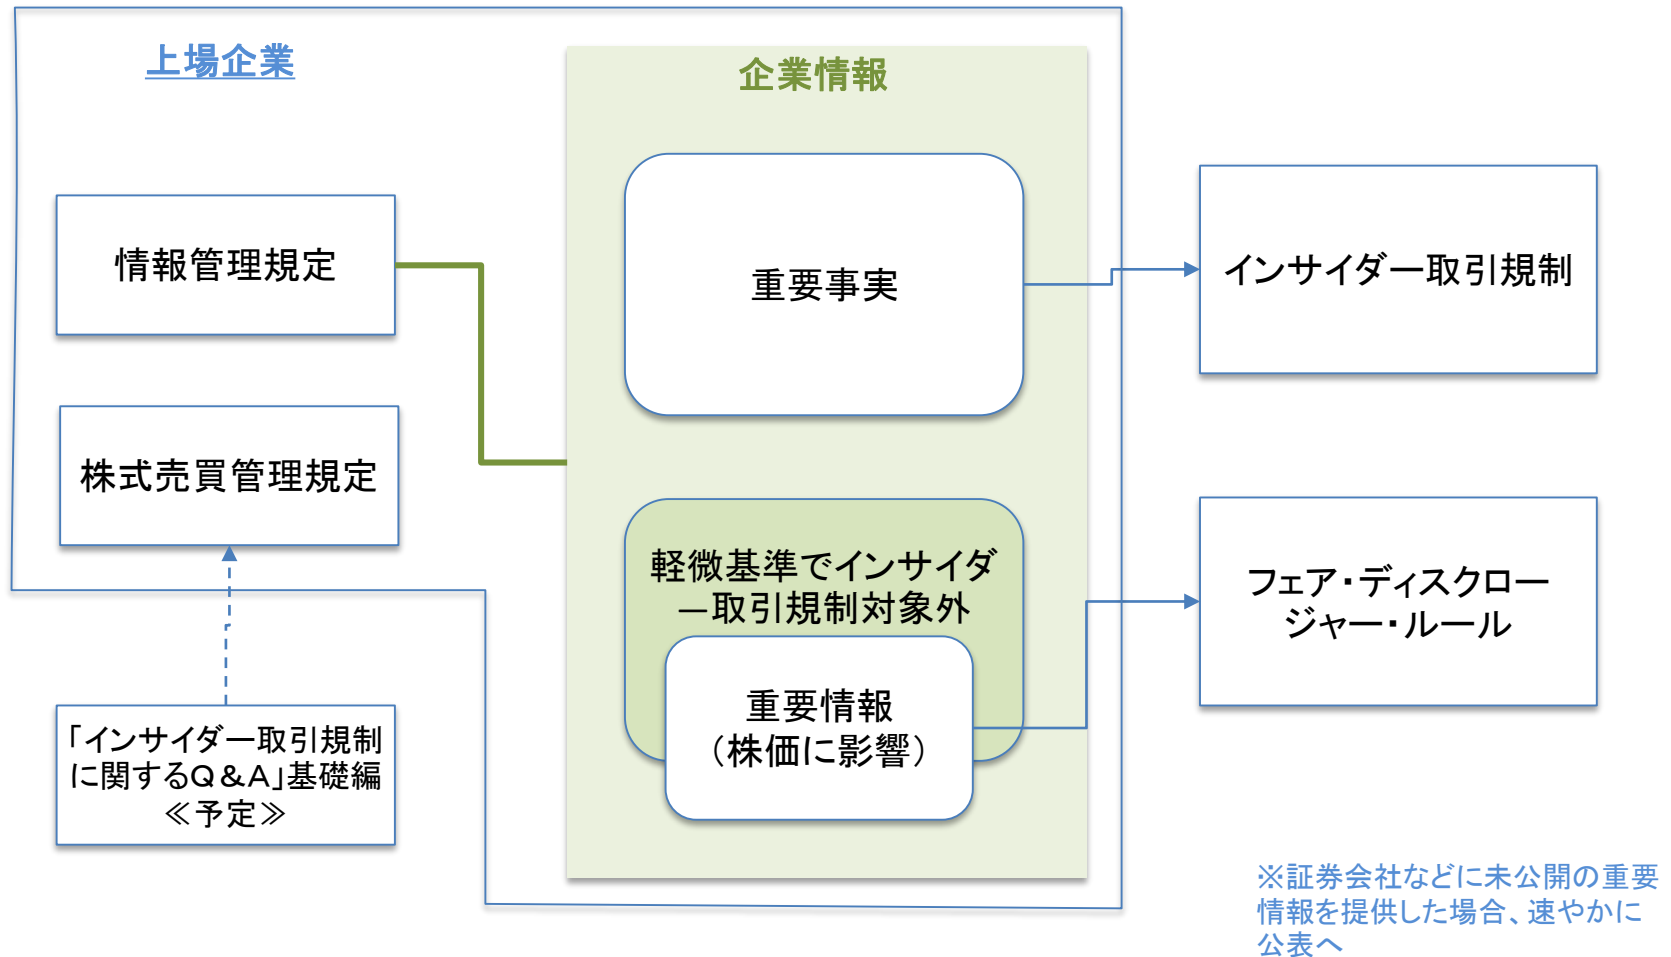 上場企業
企業情報
情報管理規定
重要事実
インサイダー取引規制
株式売買管理規定
軽微基準でインサイダ
ー取引規制対象外
フェア・ディスクロー
ジャー・ルール
重要情報
（株価に影響）
「インサイダー取引規制
に関するＱ＆Ａ」基礎編
≪予定≫
※証券会社などに未公開の重要
情報を提供した場合、速やかに
公表へ